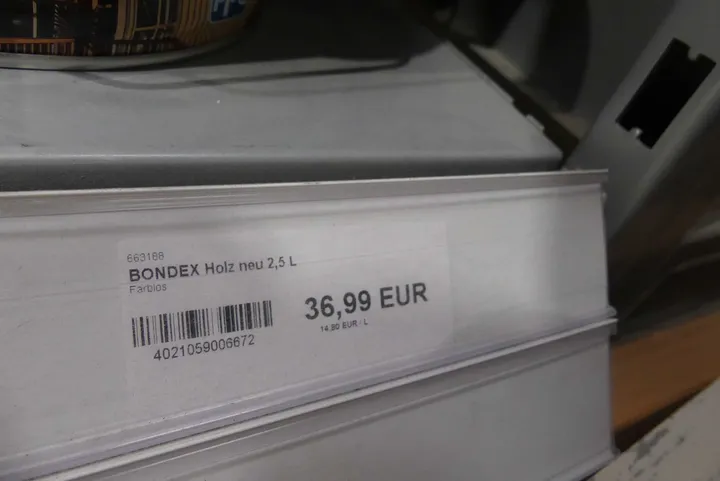 663188
BONDEX Holz neu 2,5 L
Farblos
36,99 EUR
14,80 EUR / L
4021059006672